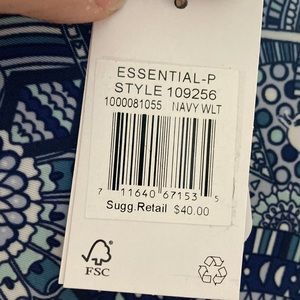 ESSENTIAL-P
STYLE 109256
1000081055 NAVY WLT
7 11640 67153 5
Sugg.Retail $40.00
FSC